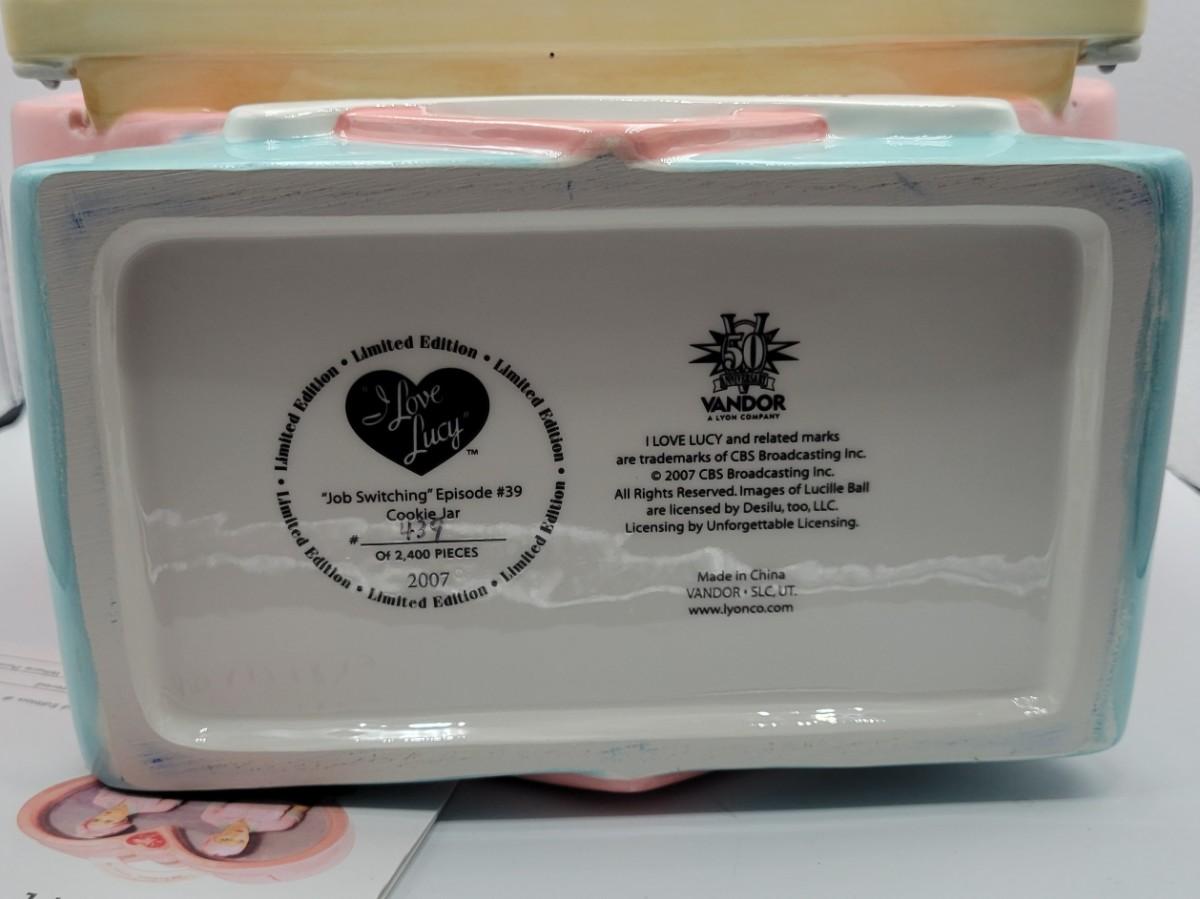 • Limited Edition • Limited Edition • Limited Edition • Limited Edition • Limited Edition • Limited Edition
"I Love
Lucy"™
"Job Switching" Episode #39
Cookie Jar
# 439
Of 2,400 PIECES
2007
50
ANNIVERSARY
VANDOR
A LYON COMPANY
I LOVE LUCY and related marks
are trademarks of CBS Broadcasting Inc.
© 2007 CBS Broadcasting Inc.
All Rights Reserved. Images of Lucille Ball
are licensed by Desilu, too, LLC.
Licensing by Unforgettable Licensing.
Made in China
VANDOR • SLC, UT.
www.lyonco.com